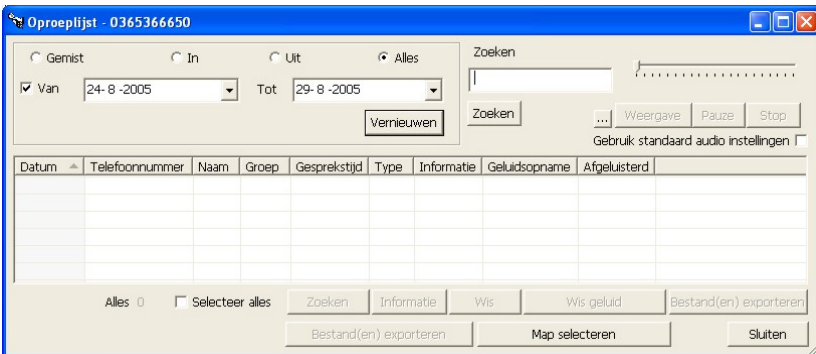 Oproeplijst - 0365366650
Gemist In Uit Alles
Van 24- 8 -2005 Tot 29- 8 -2005
Vernieuwen
Zoeken
Zoeken
... Weergave Pauze Stop
Gebruik standaard audio instellingen
Datum Telefoonnummer Naam Groep Gesprekstijd Type Informatie Geluidsopname Afgeluisterd
Alles 0 Selecteer alles Zoeken Informatie Wis Wis geluid Bestand(en) exporteren
Bestand(en) exporteren Map selecteren Sluiten